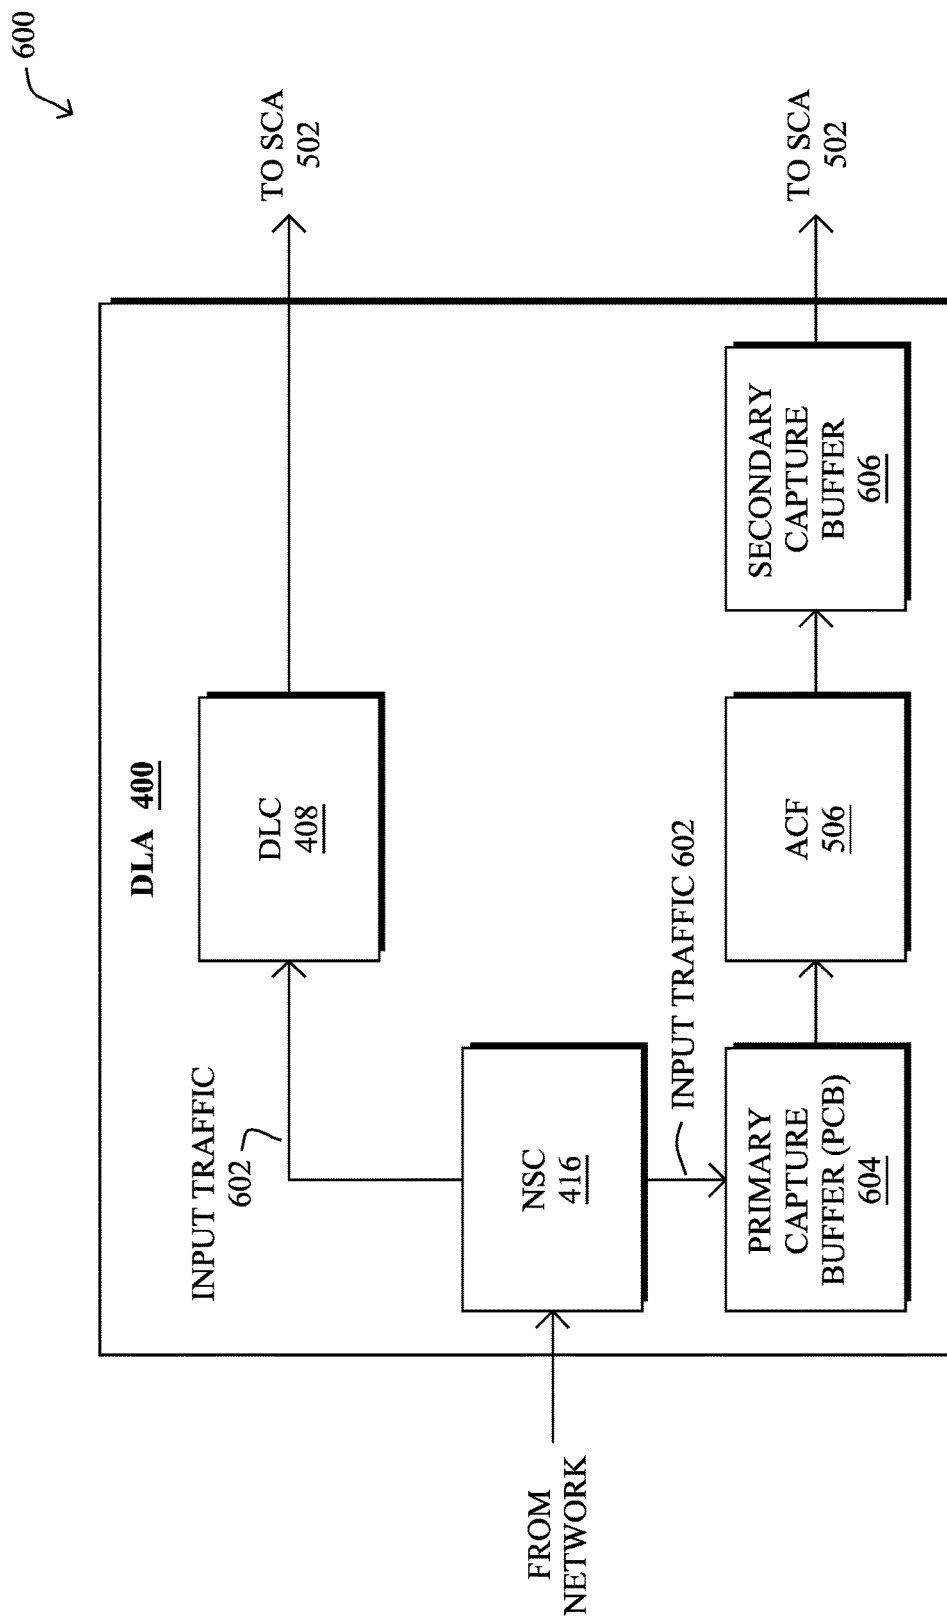 600
DLA 400
INPUT TRAFFIC
602
DLC
408
TO SCA
502
FROM
NETWORK
NSC
416
INPUT TRAFFIC 602
PRIMARY
CAPTURE
BUFFER (PCB)
604
ACF
506
SECONDARY
CAPTURE
BUFFER
606
TO SCA
502